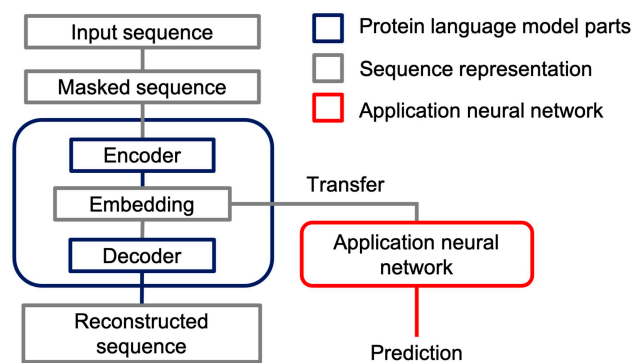 Input sequence
Masked sequence
Encoder
Embedding
Decoder
Reconstructed
sequence
Transfer
Application neural
network
Prediction
Protein language model parts
Sequence representation
Application neural network